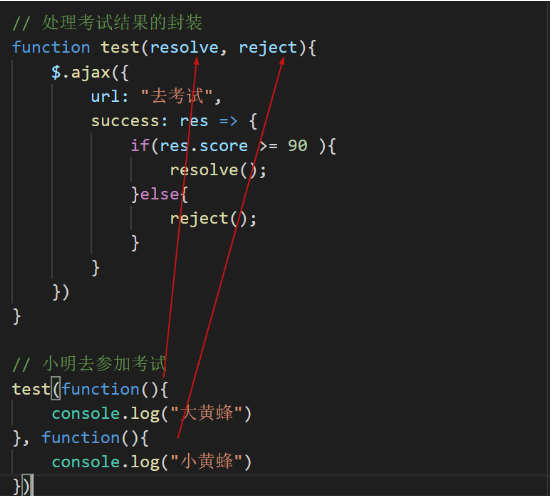 // 处理考试结果的封装
function test(resolve, reject){
$.ajax({
url: "去考试",
success: res => {
if(res.score >= 90 ){
resolve();
}else{
reject();
}
}
})
}
// 小明去参加考试
test(function(){
console.log("大黄蜂")
}, function(){
console.log("小黄蜂")
})